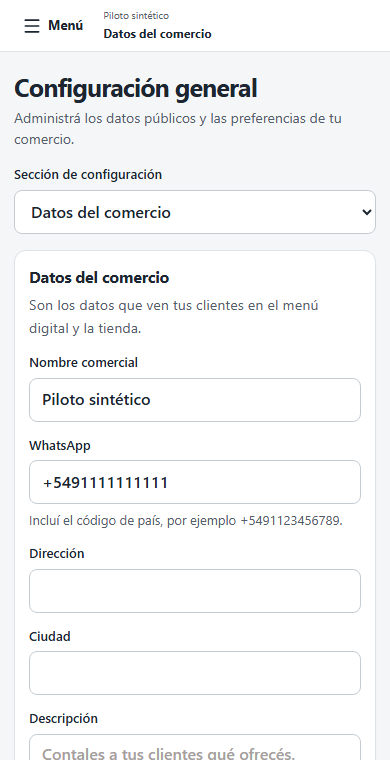 Menú
Piloto sintético
Datos del comercio
Configuración general
Administrá los datos públicos y las preferencias de tu
comercio.
Sección de configuración
Datos del comercio
Datos del comercio
Son los datos que ven tus clientes en el menú
digital y la tienda.
Nombre comercial
Piloto sintético
WhatsApp
+5491111111111
Incluí el código de país, por ejemplo +5491123456789.
Dirección
Ciudad
Descripción
Contales a tus clientes qué ofrecés.